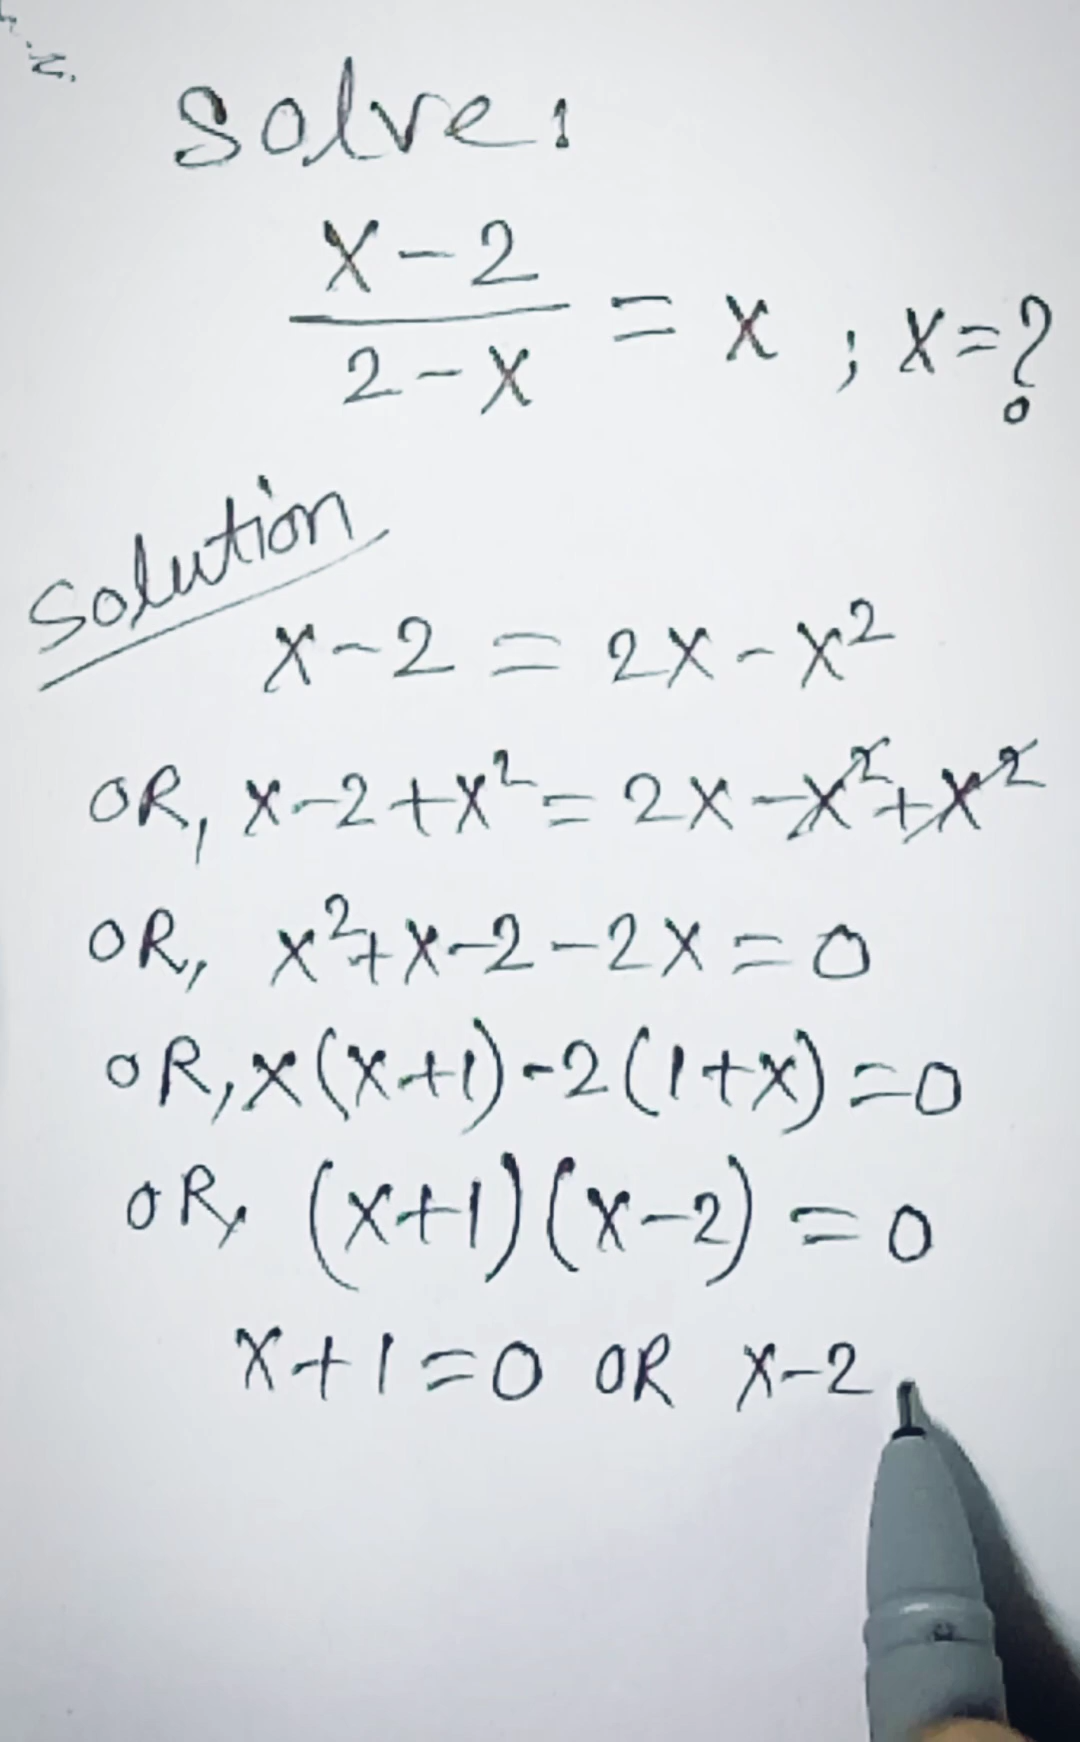 Solve:
x-2
2-x
= x ; x=?
Solution
x-2 = 2x-x²
OR, x-2+x² = 2x-x²+x²
OR, x²+x-2-2x=0
OR, x(x+1)-2(1+x)=0
OR, (x+1)(x-2)=0
x+1=0 OR x-2